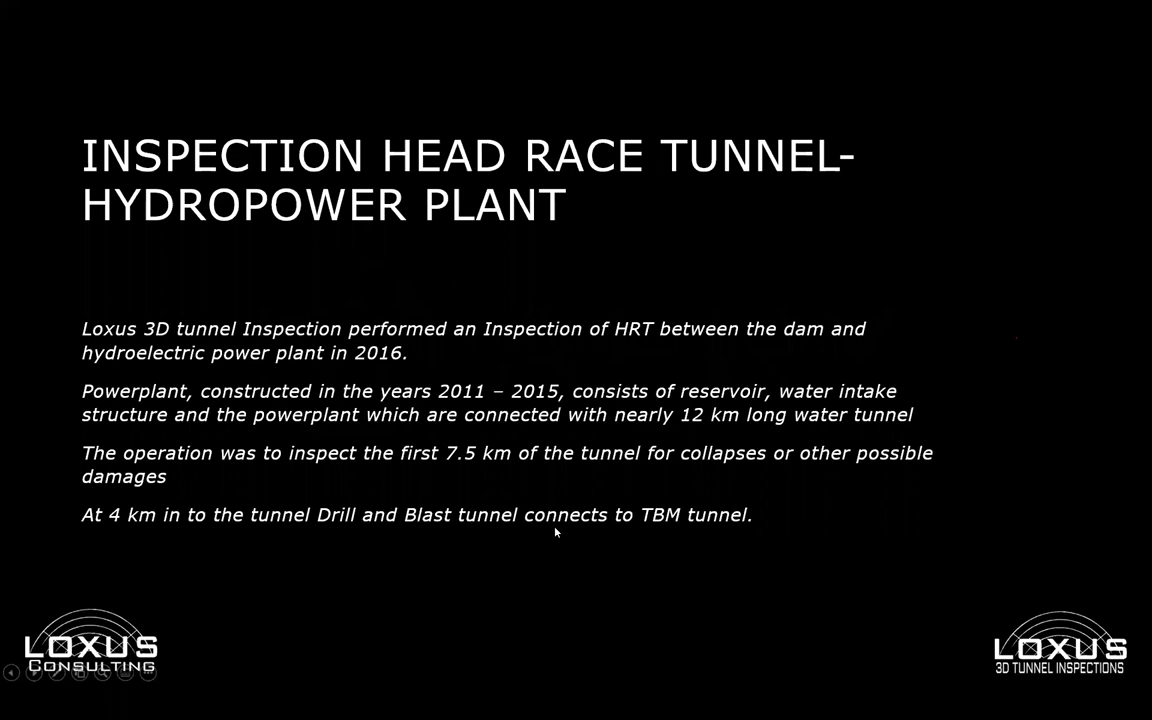 INSPECTION HEAD RACE TUNNEL-
HYDROPOWER PLANT
Loxus 3D tunnel Inspection performed an Inspection of HRT between the dam and
hydroelectric power plant in 2016.
Powerplant, constructed in the years 2011 – 2015, consists of reservoir, water intake
structure and the powerplant which are connected with nearly 12 km long water tunnel
The operation was to inspect the first 7.5 km of the tunnel for collapses or other possible
damages
At 4 km in to the tunnel Drill and Blast tunnel connects to TBM tunnel.
LOXUS
CONSULTING
LOXUS
3D TUNNEL INSPECTIONS